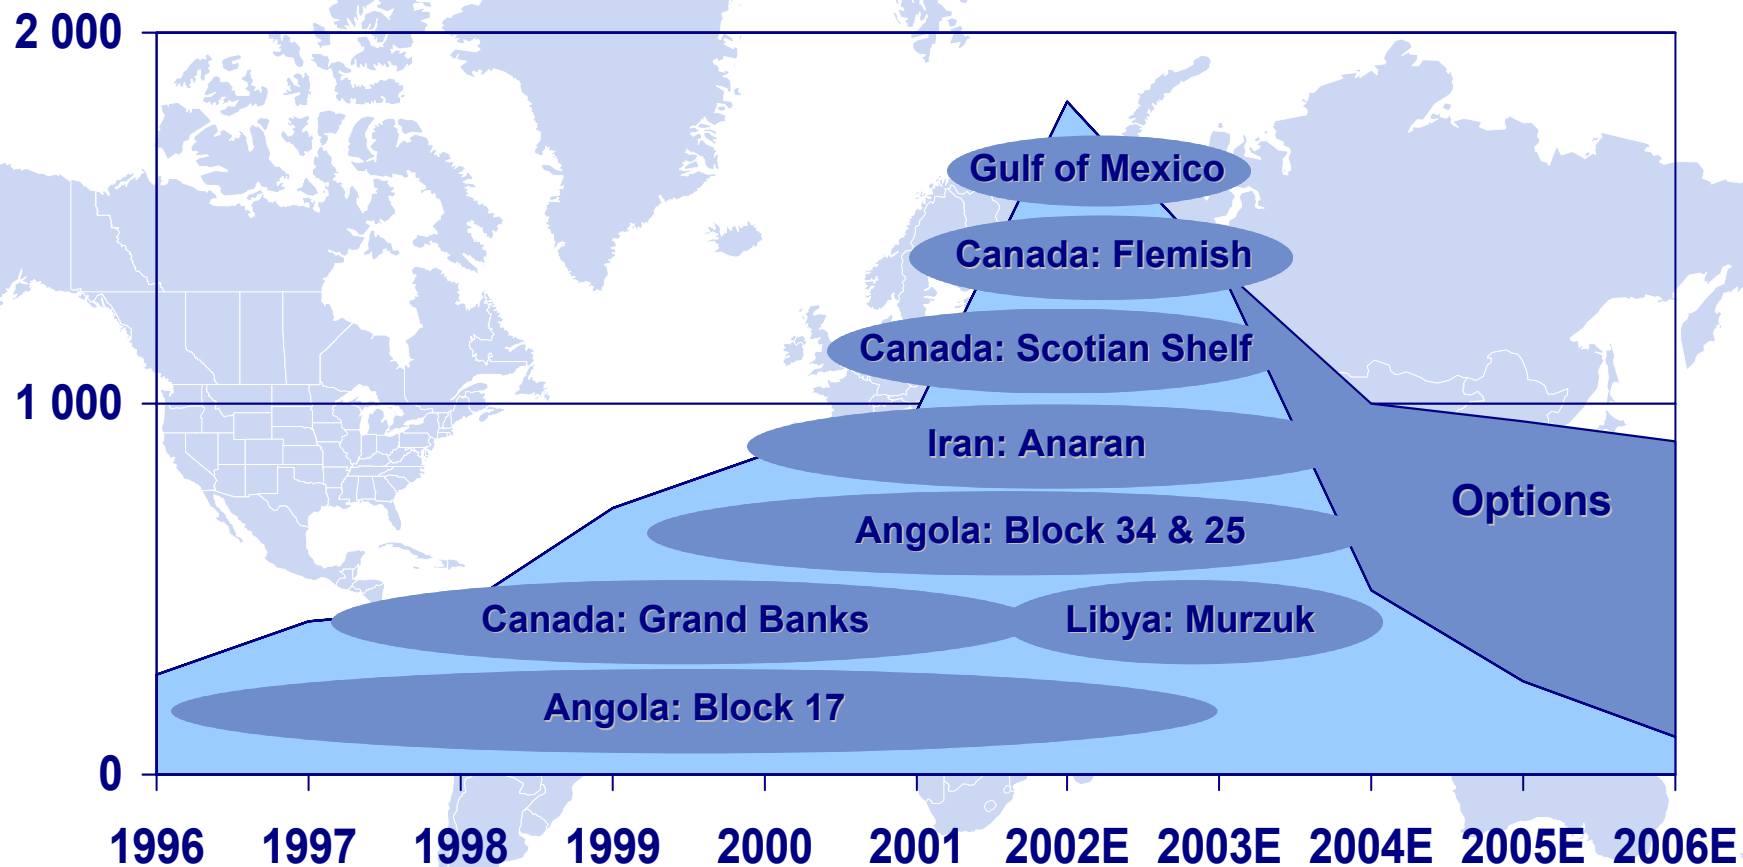 2 000
Gulf of Mexico
Canada: Flemish
Canada: Scotian Shelf
1 000
Iran: Anaran
Options
Angola: Block 34 & 25
Canada: Grand Banks
Libya: Murzuk
Angola: Block 17
0
1996 1997 1998 1999 2000 2001 2002E 2003E 2004E 2005E 2006E